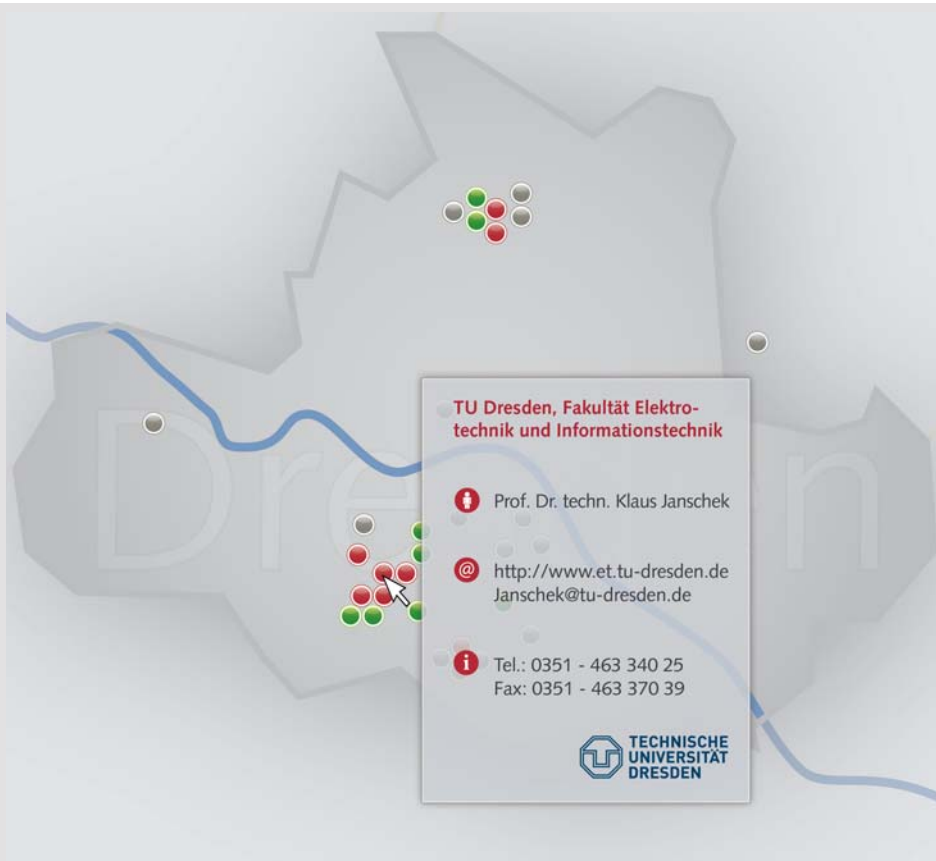 Dresden
TU Dresden, Fakultät Elektro-
technik und Informationstechnik
Prof. Dr. techn. Klaus Janschek
@ http://www.et.tu-dresden.de
Janschek@tu-dresden.de
i Tel.: 0351 - 463 340 25
Fax: 0351 - 463 370 39
TECHNISCHE
UNIVERSITÄT
DRESDEN